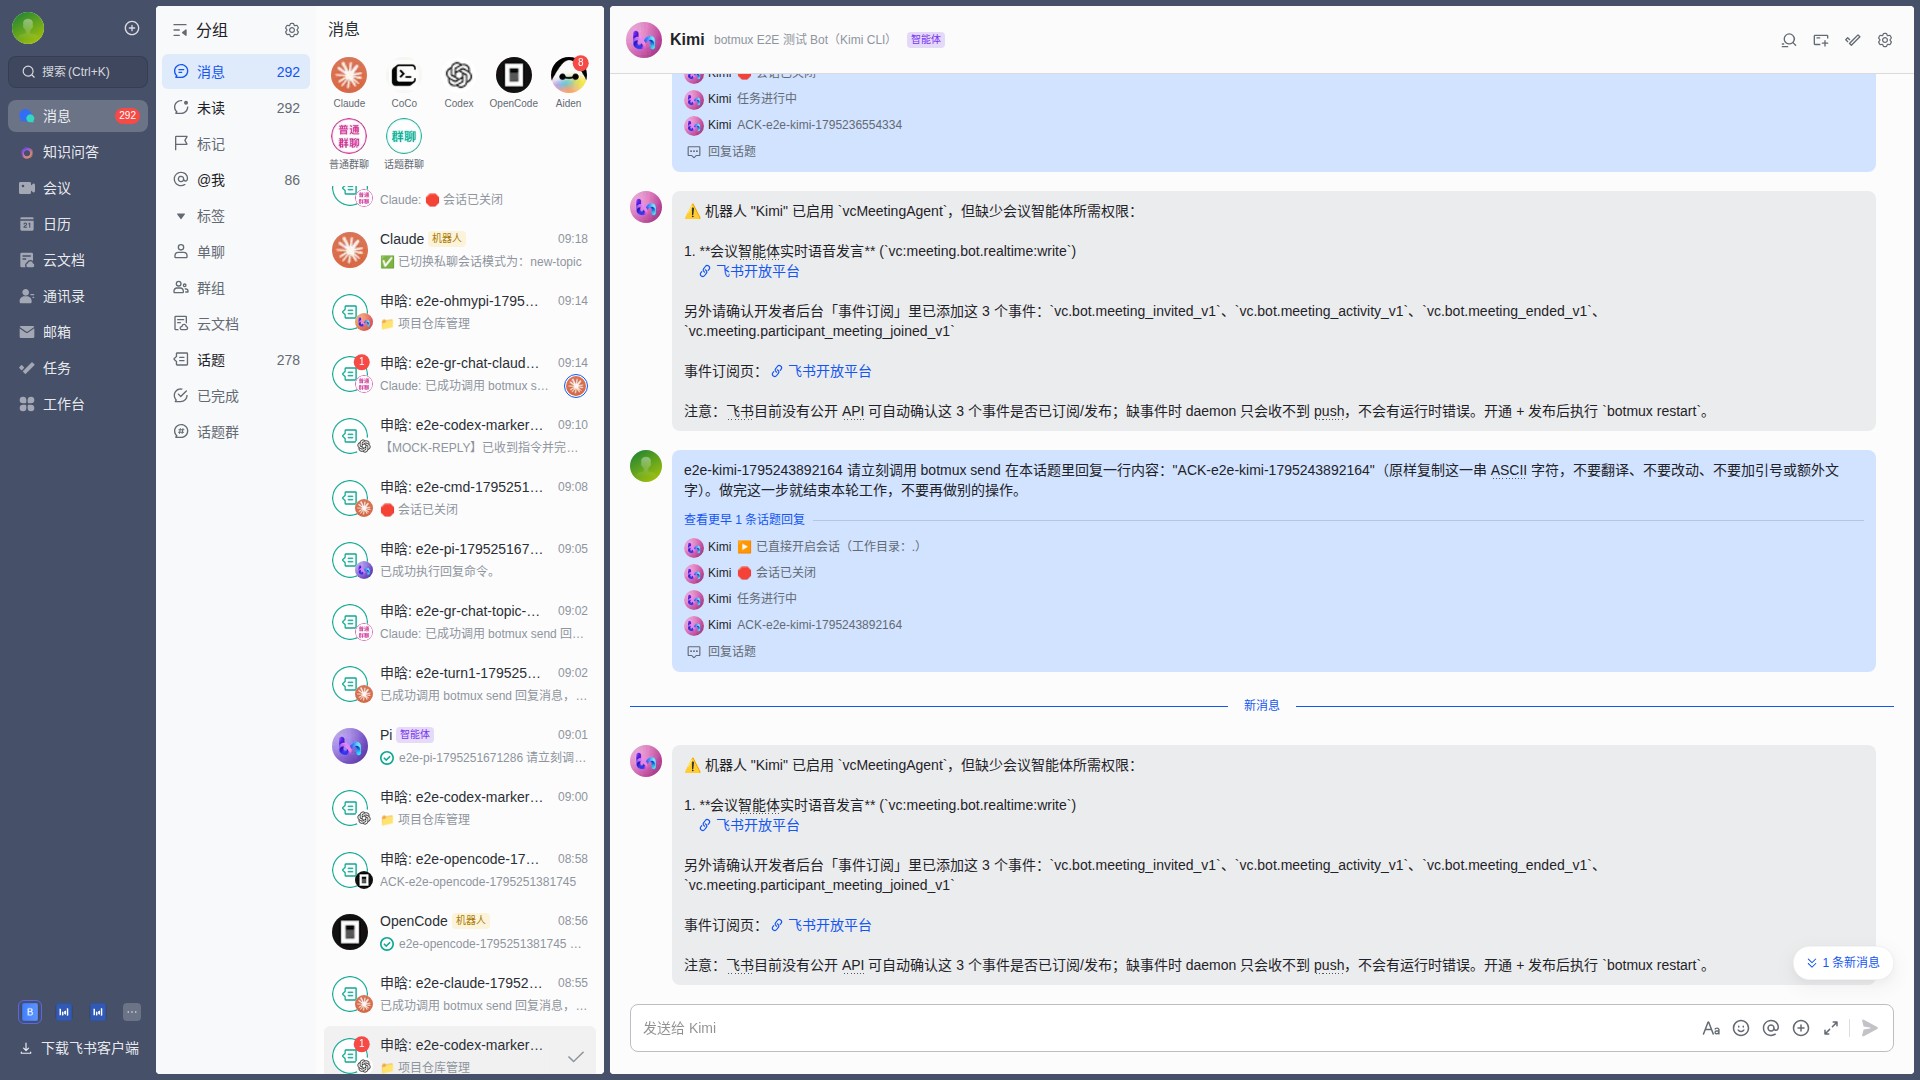 搜索 (Ctrl+K)
消息 292
知识问答
会议
日历
云文档
通讯录
邮箱
任务
工作台
下载飞书客户端
分组
消息 292
未读 292
标记
@我 86
标签
单聊
群组
云文档
话题 278
已完成
话题群
消息
Claude
CoCo
Codex
OpenCode
8
Aiden
普通群聊
普通群聊
群聊
话题群聊
Claude: 🛑 会话已关闭
Claude 机器人 09:18
✅ 已切换私聊会话模式为：new-topic
申晗: e2e-ohmypi-1795… 09:14
📁 项目仓库管理
1
申晗: e2e-gr-chat-claud… 09:14
Claude: 已成功调用 botmux s…
申晗: e2e-codex-marker… 09:10
【MOCK-REPLY】已收到指令并完…
申晗: e2e-cmd-1795251… 09:08
🛑 会话已关闭
申晗: e2e-pi-179525167… 09:05
已成功执行回复命令。
申晗: e2e-gr-chat-topic-… 09:02
Claude: 已成功调用 botmux send 回…
申晗: e2e-turn1-179525… 09:02
已成功调用 botmux send 回复消息，…
Pi 智能体 09:01
e2e-pi-1795251671286 请立刻调…
申晗: e2e-codex-marker… 09:00
📁 项目仓库管理
申晗: e2e-opencode-17… 08:58
ACK-e2e-opencode-1795251381745
OpenCode 机器人 08:56
e2e-opencode-1795251381745 …
申晗: e2e-claude-17952… 08:55
已成功调用 botmux send 回复消息，…
1
申晗: e2e-codex-marker…
📁 项目仓库管理
Kimi botmux E2E 测试 Bot（Kimi CLI） 智能体
Kimi 🛑 会话已关闭
Kimi 任务进行中
Kimi ACK-e2e-kimi-1795236554334
回复话题
⚠️ 机器人 "Kimi" 已启用 `vcMeetingAgent`，但缺少会议智能体所需权限：
1. **会议智能体实时语音发言** (`vc:meeting.bot.realtime:write`)
飞书开放平台
另外请确认开发者后台「事件订阅」里已添加这 3 个事件：`vc.bot.meeting_invited_v1`、`vc.bot.meeting_activity_v1`、`vc.bot.meeting_ended_v1`、
`vc.meeting.participant_meeting_joined_v1`
事件订阅页： 飞书开放平台
注意：飞书目前没有公开 API 可自动确认这 3 个事件是否已订阅/发布；缺事件时 daemon 只会收不到 push，不会有运行时错误。开通 + 发布后执行 `botmux restart`。
e2e-kimi-1795243892164 请立刻调用 botmux send 在本话题里回复一行内容："ACK-e2e-kimi-1795243892164"（原样复制这一串 ASCII 字符，不要翻译、不要改动、不要加引号或额外文
字）。做完这一步就结束本轮工作，不要再做别的操作。
查看更早 1 条话题回复
Kimi ▶️ 已直接开启会话（工作目录：.）
Kimi 🛑 会话已关闭
Kimi 任务进行中
Kimi ACK-e2e-kimi-1795243892164
回复话题
新消息
⚠️ 机器人 "Kimi" 已启用 `vcMeetingAgent`，但缺少会议智能体所需权限：
1. **会议智能体实时语音发言** (`vc:meeting.bot.realtime:write`)
飞书开放平台
另外请确认开发者后台「事件订阅」里已添加这 3 个事件：`vc.bot.meeting_invited_v1`、`vc.bot.meeting_activity_v1`、`vc.bot.meeting_ended_v1`、
`vc.meeting.participant_meeting_joined_v1`
事件订阅页： 飞书开放平台
注意：飞书目前没有公开 API 可自动确认这 3 个事件是否已订阅/发布；缺事件时 daemon 只会收不到 push，不会有运行时错误。开通 + 发布后执行 `botmux restart`。
1 条新消息
发送给 Kimi